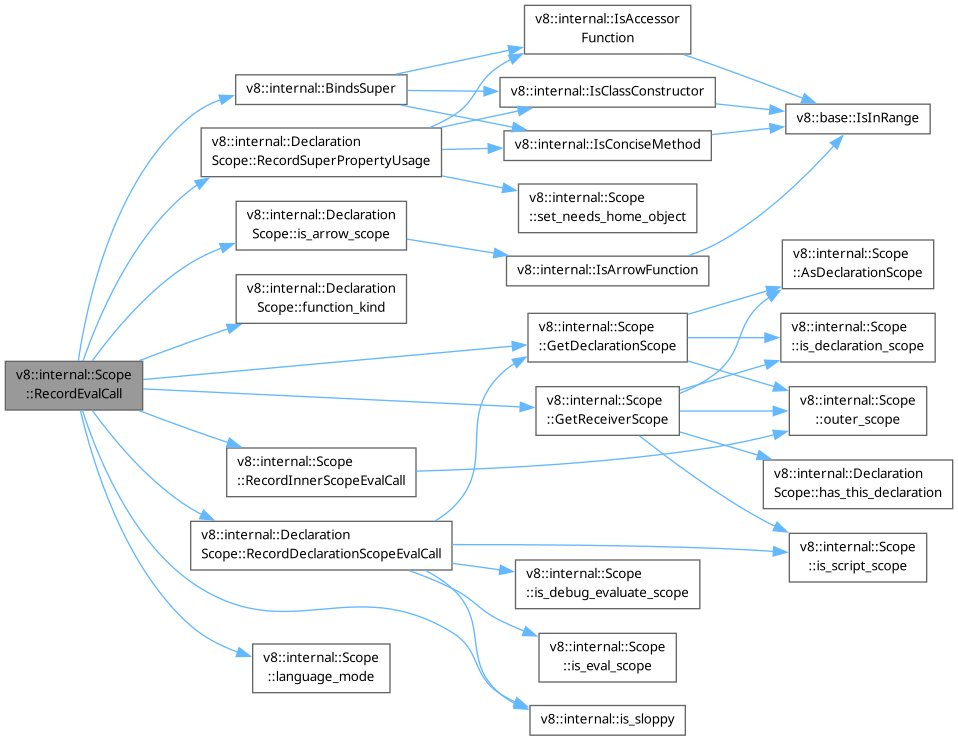 v8::internal::IsAccessor
Function
v8::internal::BindsSuper
v8::internal::IsClassConstructor
v8::base::IsInRange
v8::internal::Declaration
Scope::RecordSuperPropertyUsage
v8::internal::IsConciseMethod
v8::internal::Scope
::set_needs_home_object
v8::internal::Declaration
Scope::is_arrow_scope
v8::internal::IsArrowFunction
v8::internal::Scope
::AsDeclarationScope
v8::internal::Declaration
Scope::function_kind
v8::internal::Scope
::GetDeclarationScope
v8::internal::Scope
::is_declaration_scope
v8::internal::Scope
::RecordEvalCall
v8::internal::Scope
::GetReceiverScope
v8::internal::Scope
::outer_scope
v8::internal::Scope
::RecordInnerScopeEvalCall
v8::internal::Declaration
Scope::has_this_declaration
v8::internal::Declaration
Scope::RecordDeclarationScopeEvalCall
v8::internal::Scope
::is_script_scope
v8::internal::Scope
::is_debug_evaluate_scope
v8::internal::Scope
::is_eval_scope
v8::internal::Scope
::language_mode
v8::internal::is_sloppy